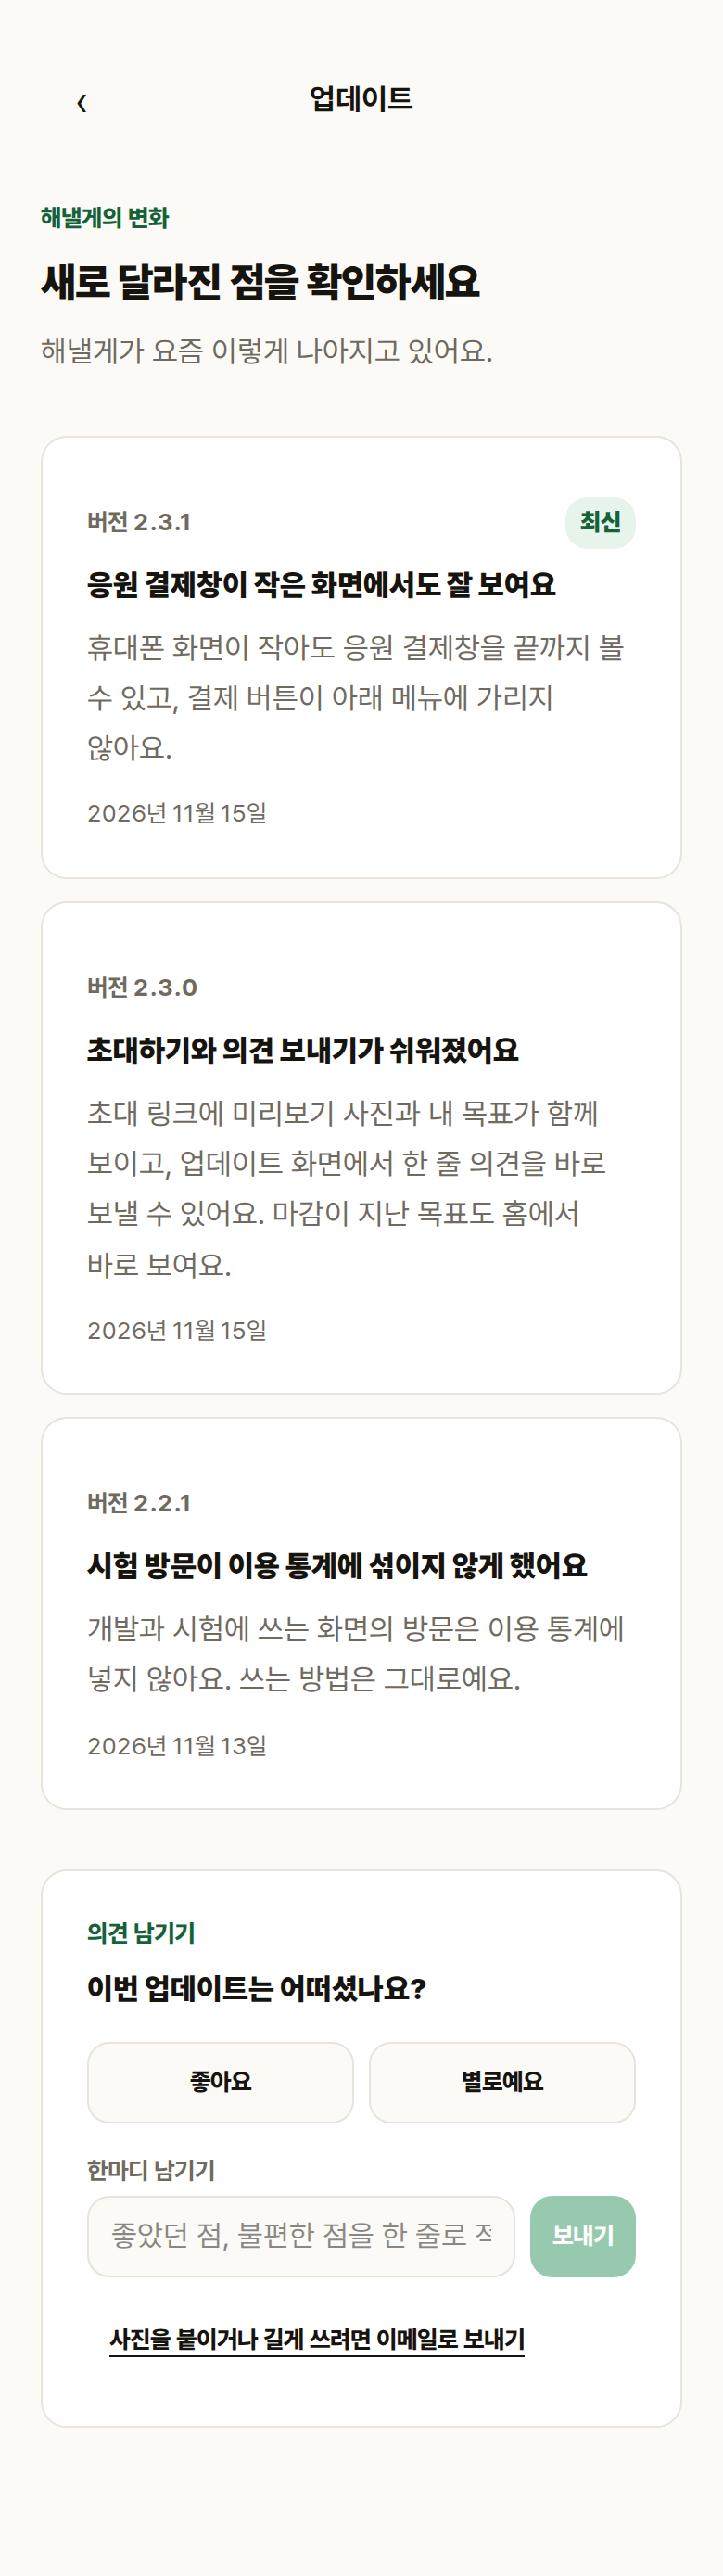 ‹
업데이트
해낼게의 변화
새로 달라진 점을 확인하세요
해낼게가 요즘 이렇게 나아지고 있어요.
버전 2.3.1
최신
응원 결제창이 작은 화면에서도 잘 보여요
휴대폰 화면이 작아도 응원 결제창을 끝까지 볼
수 있고, 결제 버튼이 아래 메뉴에 가리지
않아요.
2026년 11월 15일
버전 2.3.0
초대하기와 의견 보내기가 쉬워졌어요
초대 링크에 미리보기 사진과 내 목표가 함께
보이고, 업데이트 화면에서 한 줄 의견을 바로
보낼 수 있어요. 마감이 지난 목표도 홈에서
바로 보여요.
2026년 11월 15일
버전 2.2.1
시험 방문이 이용 통계에 섞이지 않게 했어요
개발과 시험에 쓰는 화면의 방문은 이용 통계에
넣지 않아요. 쓰는 방법은 그대로예요.
2026년 11월 13일
의견 남기기
이번 업데이트는 어떠셨나요?
좋아요
별로예요
한마디 남기기
좋았던 점, 불편한 점을 한 줄로
보내기
사진을 붙이거나 길게 쓰려면 이메일로 보내기